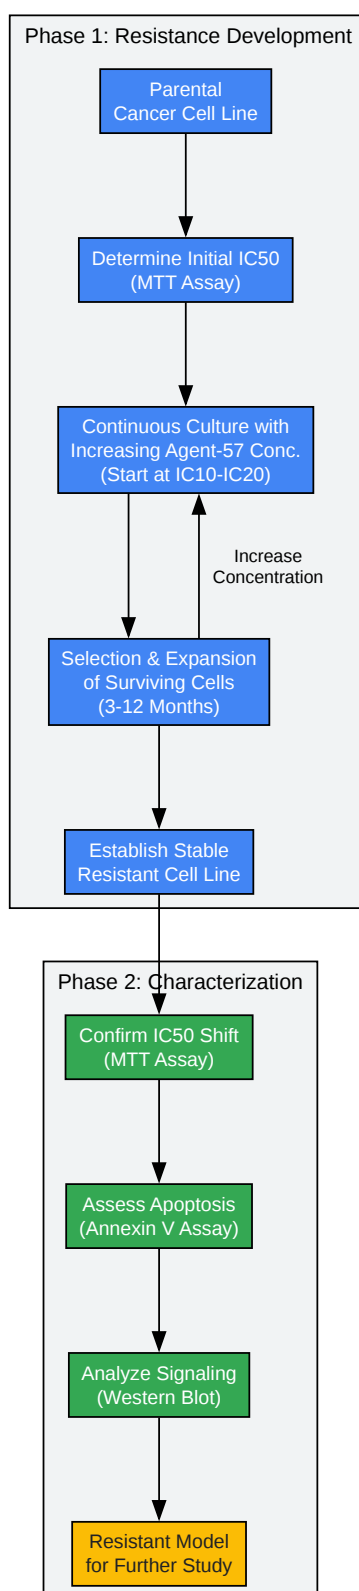 Phase 1: Resistance Development
Parental
Cancer Cell Line
Determine Initial IC50
(MTT Assay)
Continuous Culture with
Increasing Agent-57 Conc.
(Start at IC10-IC20)
Increase
Concentration
Selection & Expansion
of Surviving Cells
(3-12 Months)
Establish Stable
Resistant Cell Line
Phase 2: Characterization
Confirm IC50 Shift
(MTT Assay)
Assess Apoptosis
(Annexin V Assay)
Analyze Signaling
(Western Blot)
Resistant Model
for Further Study